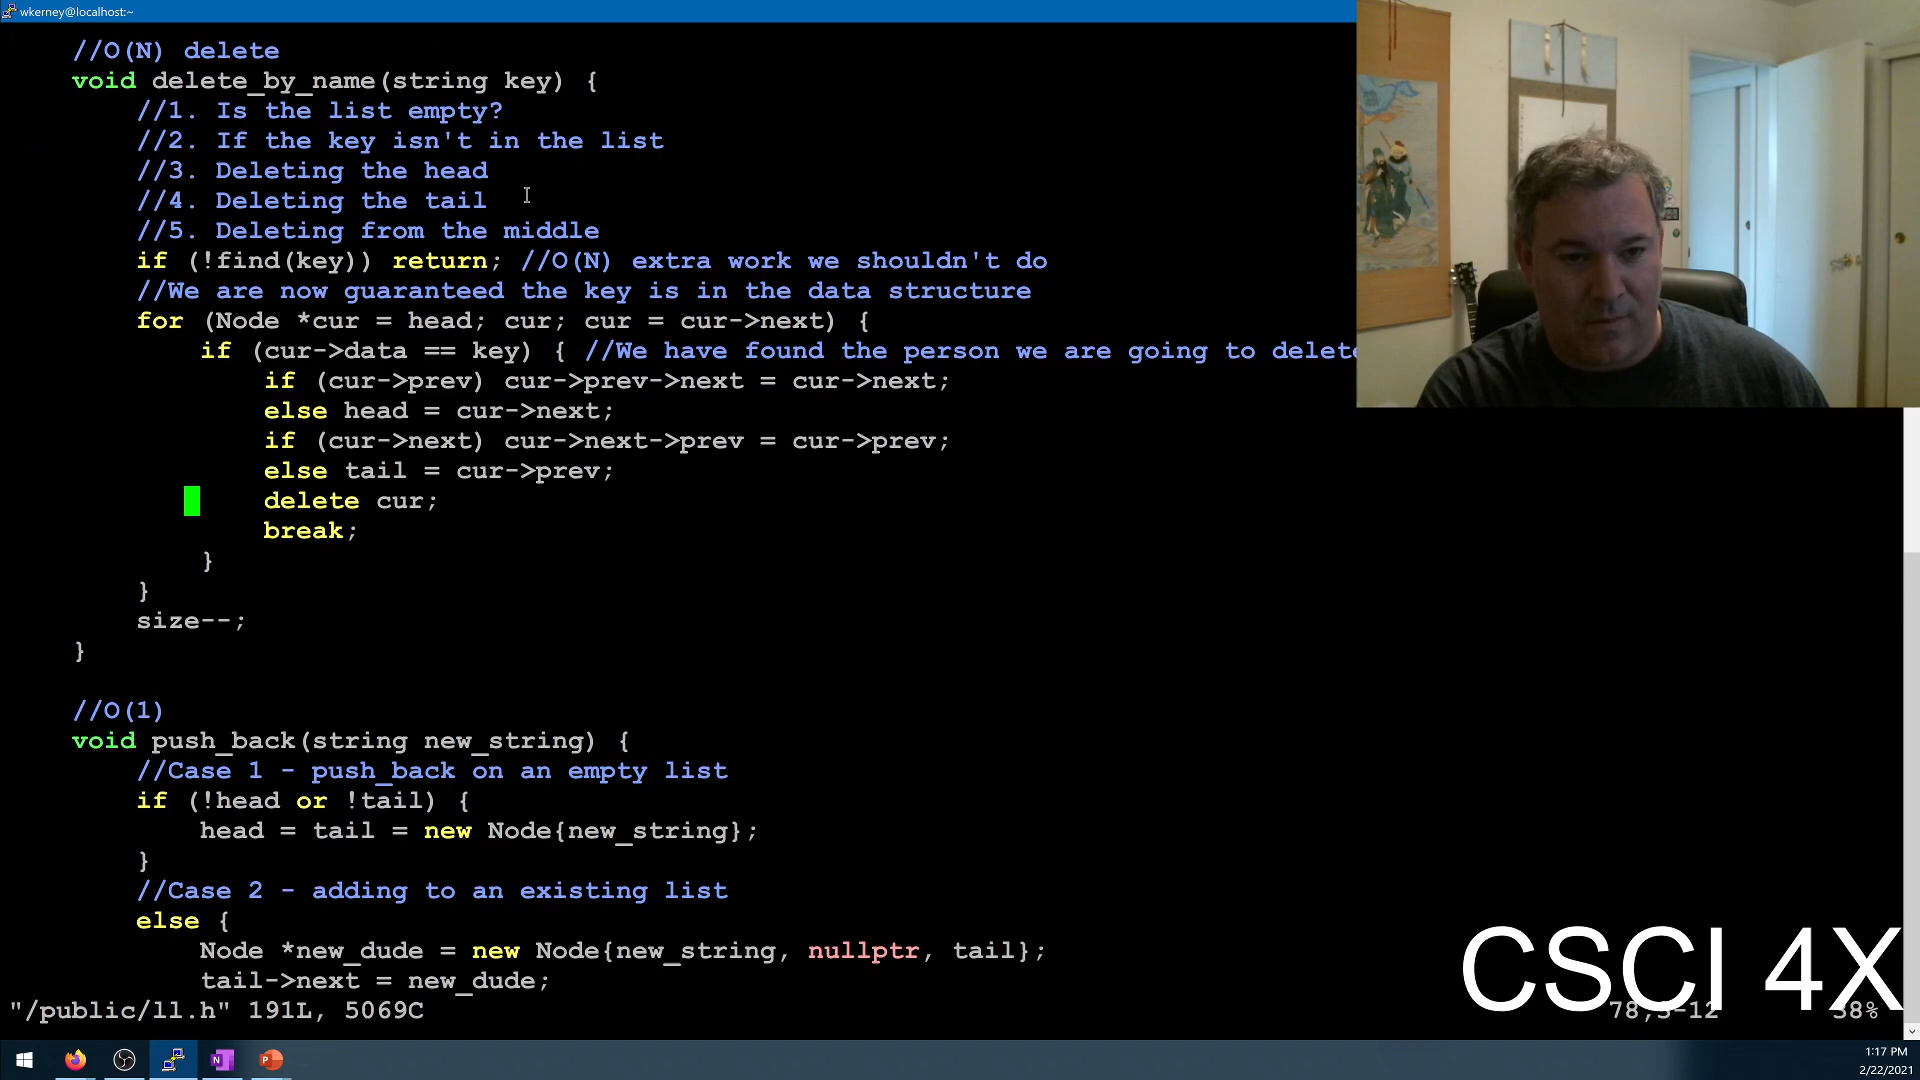 wkerney@localhost:~
//O(N) delete
void delete_by_name(string key) {
//1. Is the list empty?
//2. If the key isn't in the list
//3. Deleting the head
//4. Deleting the tail
//5. Deleting from the middle
if (!find(key)) return; //O(N) extra work we shouldn't do
//We are now guaranteed the key is in the data structure
for (Node *cur = head; cur; cur = cur->next) {
if (cur->data == key) { //We have found the person we are going to delete
if (cur->prev) cur->prev->next = cur->next;
else head = cur->next;
if (cur->next) cur->next->prev = cur->prev;
else tail = cur->prev;
delete cur;
break;
}
}
size--;
}
//O(1)
void push_back(string new_string) {
//Case 1 - push_back on an empty list
if (!head or !tail) {
head = tail = new Node{new_string};
}
//Case 2 - adding to an existing list
else {
Node *new_dude = new Node{new_string, nullptr, tail};
tail->next = new_dude;
"/public/ll.h" 191L, 5069C
CSCI 4X
1:17 PM
2/22/2021